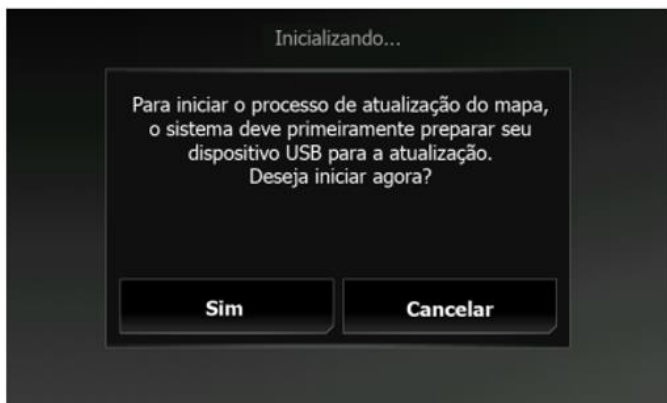 Inicializando...
Para iniciar o processo de atualização do mapa,
o sistema deve primeiramente preparar seu
dispositivo USB para a atualização.
Deseja iniciar agora?
Sim
Cancelar